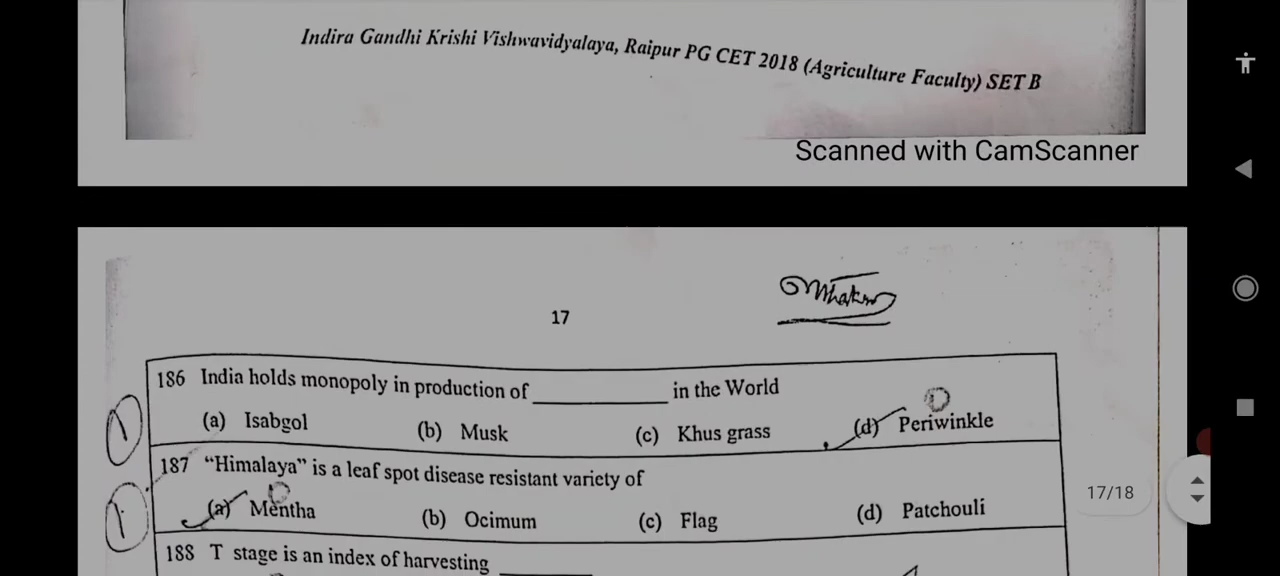 Indira Gandhi Krishi Vishwavidyalaya, Raipur PG CET 2018 (Agriculture Faculty) SET B
Scanned with CamScanner
17
186 India holds monopoly in production of __________ in the World
(a) Isabgol (b) Musk (c) Khus grass (d) Periwinkle
187 “Himalaya” is a leaf spot disease resistant variety of
(a) Mentha (b) Ocimum (c) Flag (d) Patchouli
17/18
188 T stage is an index of harvesting _______